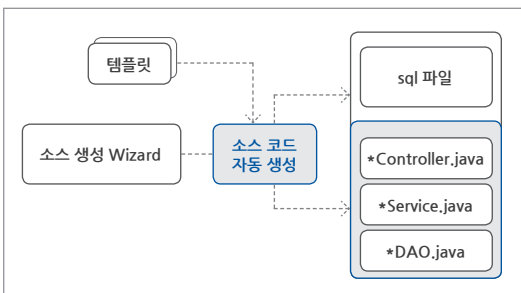 템플릿
sql 파일
소스 생성 Wizard
소스 코드
자동 생성
*Controller.java
*Service.java
*DAO.java